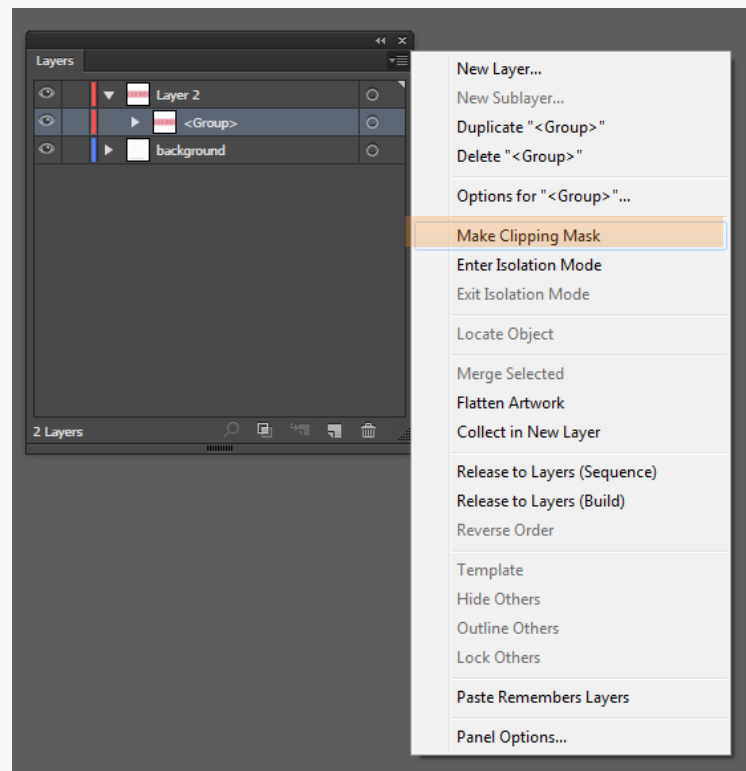 Layers
Layer 2
<Group>
background
2 Layers
New Layer...
New Sublayer...
Duplicate "<Group>"
Delete "<Group>"
Options for "<Group>"...
Make Clipping Mask
Enter Isolation Mode
Exit Isolation Mode
Locate Object
Merge Selected
Flatten Artwork
Collect in New Layer
Release to Layers (Sequence)
Release to Layers (Build)
Reverse Order
Template
Hide Others
Outline Others
Lock Others
Paste Remembers Layers
Panel Options...